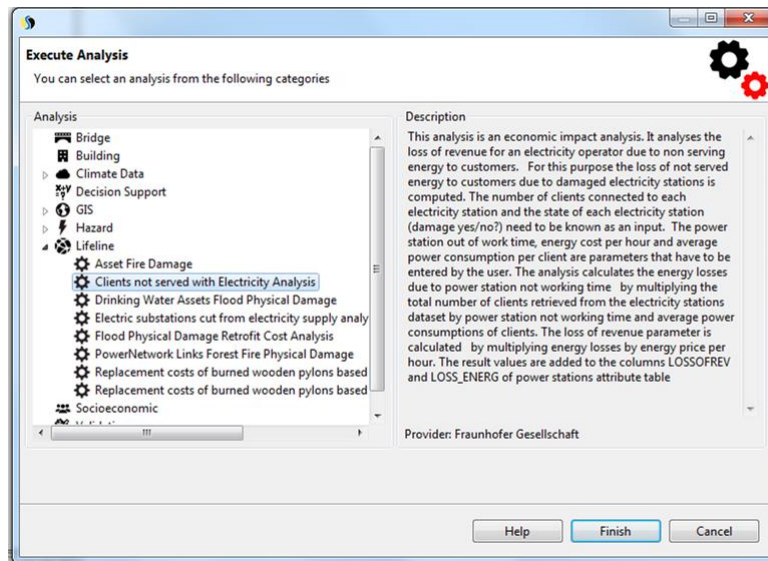 Execute Analysis
You can select an analysis from the following categories
Analysis
Bridge
Building
Climate Data
Decision Support
GIS
Hazard
Lifeline
Asset Fire Damage
Clients not served with Electricity Analysis
Drinking Water Assets Flood Physical Damage
Electric substations cut from electricity supply analy
Flood Physical Damage Retrofit Cost Analysis
PowerNetwork Links Forest Fire Physical Damage
Replacement costs of burned wooden pylons based
Replacement costs of burned wooden pylons based
Socioeconomic
Description
This analysis is an economic impact analysis. It analyses the
loss of revenue for an electricity operator due to non serving
energy to customers. For this purpose the loss of not served
energy to customers due to damaged electricity stations is
computed. The number of clients connected to each
electricity station and the state of each electricity station
(damage yes/no?) need to be known as an input. The power
station out of work time, energy cost per hour and average
power consumption per client are parameters that have to be
entered by the user. The analysis calculates the energy losses
due to power station not working time by multiplying the
total number of clients retrieved from the electricity stations
dataset by power station not working time and average power
consumptions of clients. The loss of revenue parameter is
calculated by multiplying energy losses by energy price per
hour. The result values are added to the columns LOSSOFREV
and LOSS_ENERG of power stations attribute table
Provider: Fraunhofer Gesellschaft
Help
Finish
Cancel